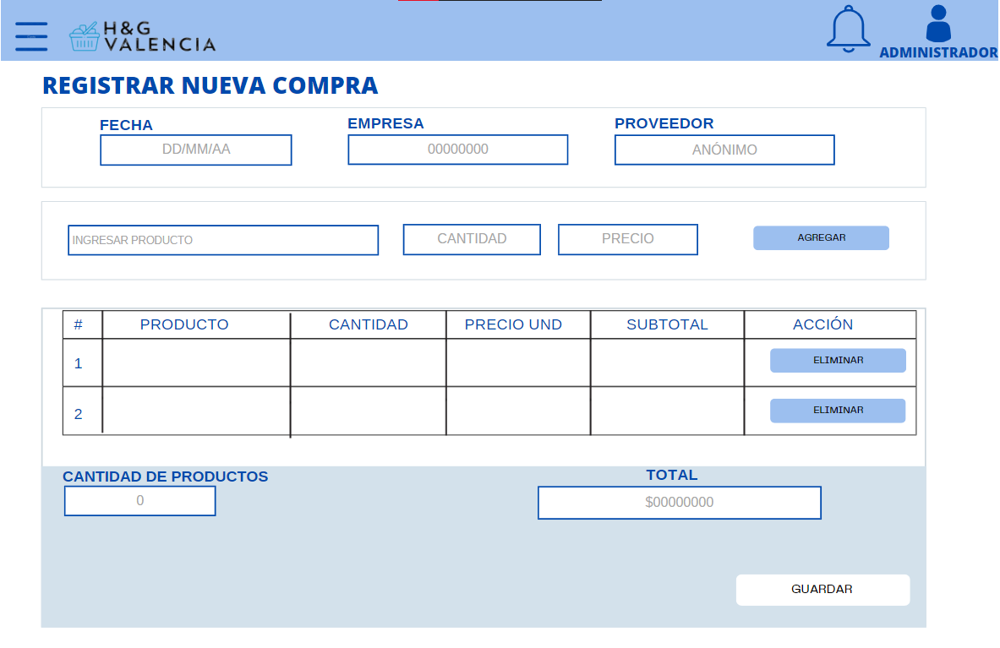 H&G
VALENCIA
ADMINISTRADOR
REGISTRAR NUEVA COMPRA
FECHA EMPRESA PROVEEDOR
DD/MM/AA 00000000 ANÓNIMO
INGRESAR PRODUCTO CANTIDAD PRECIO AGREGAR
# PRODUCTO CANTIDAD PRECIO UND SUBTOTAL ACCIÓN
1 ELIMINAR
2 ELIMINAR
CANTIDAD DE PRODUCTOS TOTAL
0 $00000000
GUARDAR